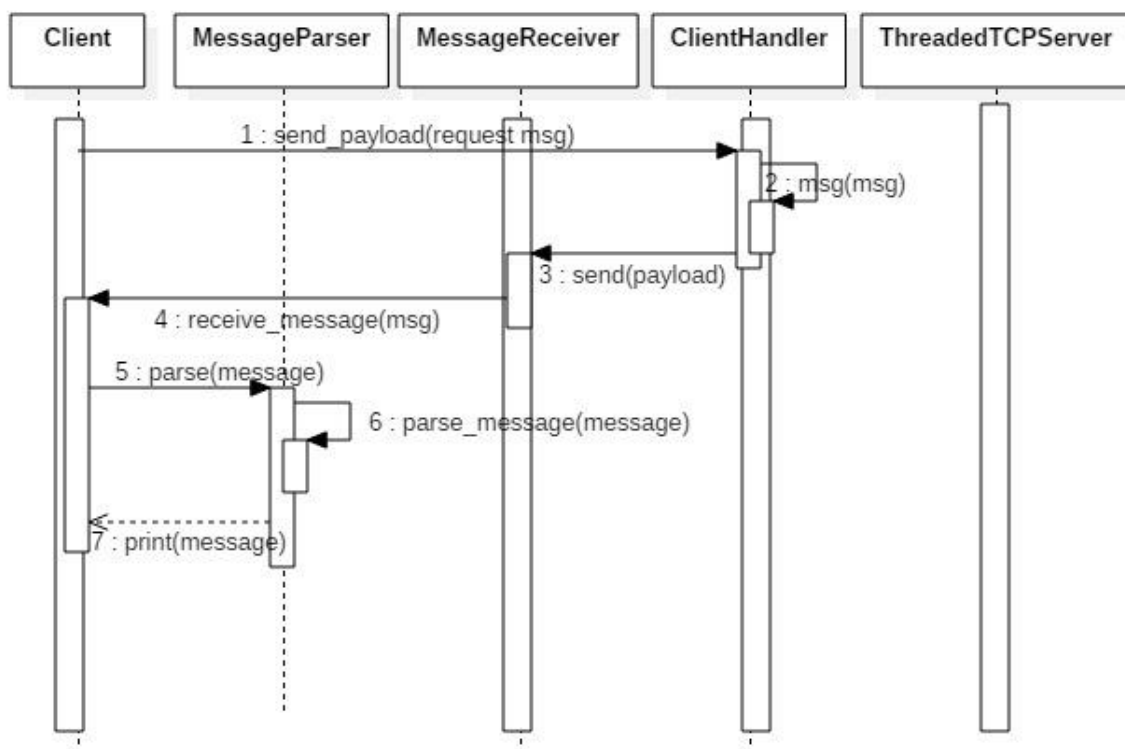 Client
MessageParser
MessageReceiver
ClientHandler
ThreadedTCPServer
1 : send_payload(request msg)
2 : msg(msg)
3 : send(payload)
4 : receive_message(msg)
5 : parse(message)
6 : parse_message(message)
7 : print(message)